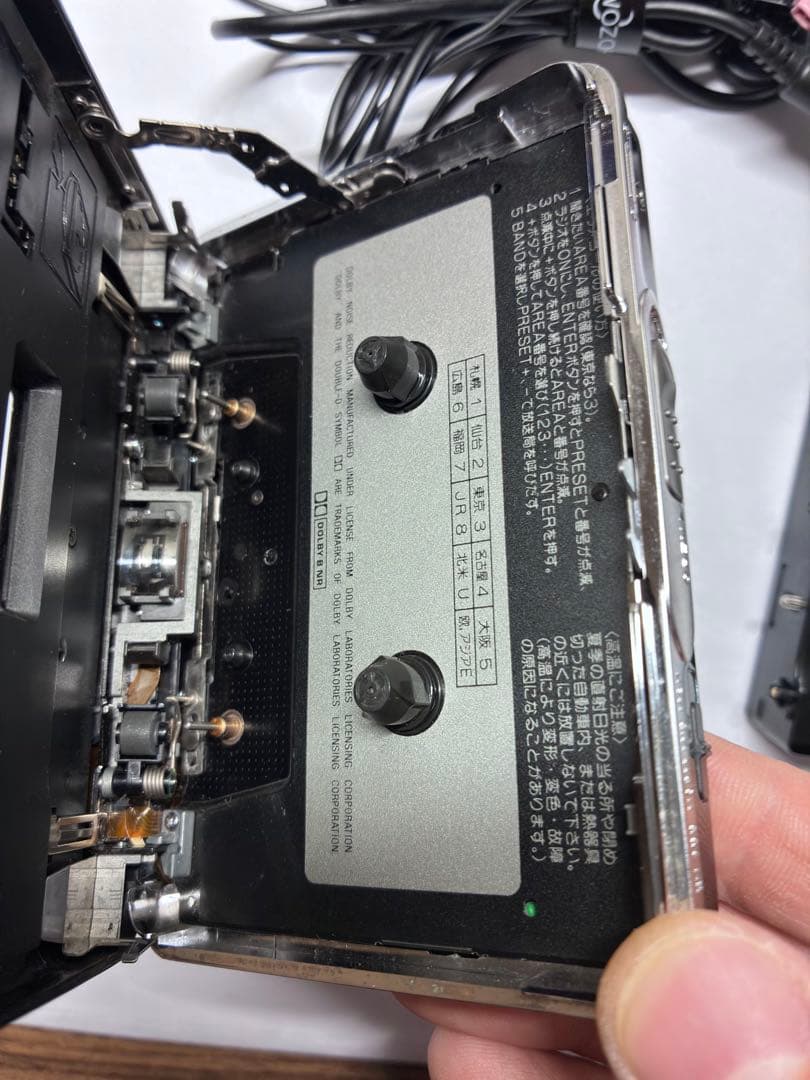 1 聞きたいAREA番号を確認(東京なら3)。
2 ラジオをONにし、ENTERボタンを押すとPRESETと番号が点滅、
3 点滅中に+ボタンを押し続けるとAREAと番号が点滅。
4 +ボタンを押してAREA番号を選び(123・・・)ENTERを押す。
5 BANDを選択しPRESET+、−で放送局を呼びだす。
〈高温にご注意〉
夏季の直射日光の当る所や閉め
切った自動車内、または熱器具
の近くには放置しないで下さい。
(高温により変形・変色・故障
の原因になることがあります。)
札幌 1 仙台 2 東京 3 名古屋 4 大阪 5
広島 6 福岡 7 JR 8 北米 U 欧,アジアE
DOLBY B NR
DOLBY NOISE REDUCTION MANUFACTURED UNDER LICENSE FROM DOLBY LABORATORIES LICENSING CORPORATION.
DOLBY AND THE DOUBLE-D SYMBOL ARE TRADEMARKS OF DOLBY LABORATORIES LICENSING CORPORATION.